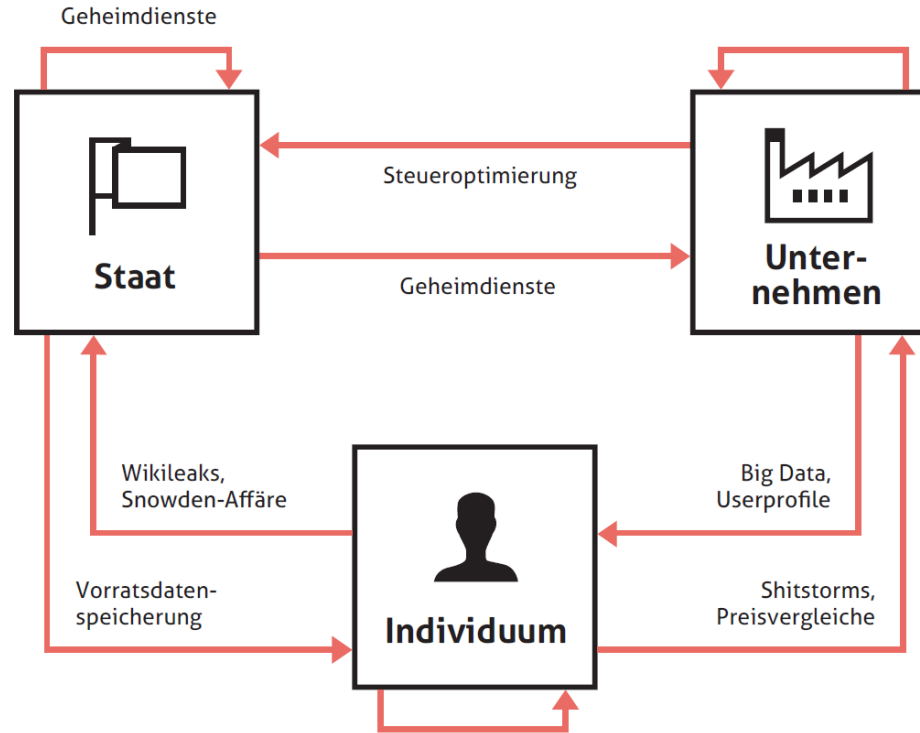 Geheimdienste
Steueroptimierung
Staat
Geheimdienste
Unter-
nehmen
Wikileaks,
Snowden-Affäre
Big Data,
Userprofile
Vorratsdaten-
speicherung
Individuum
Shitstorms,
Preisvergleiche